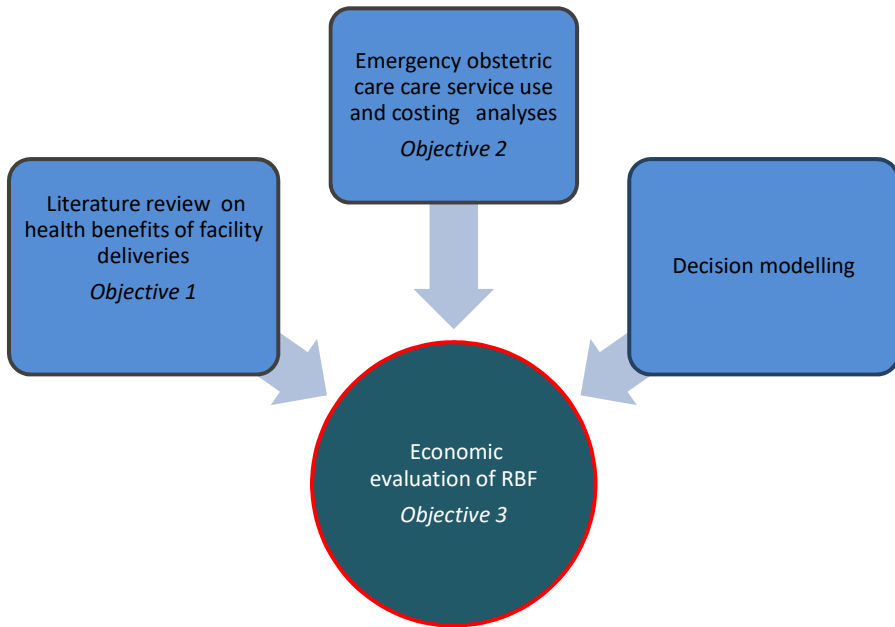 Emergency obstetric
care care service use
and costing analyses
Objective 2
Literature review on
health benefits of facility
deliveries
Objective 1
Decision modelling
Economic
evaluation of RBF
Objective 3